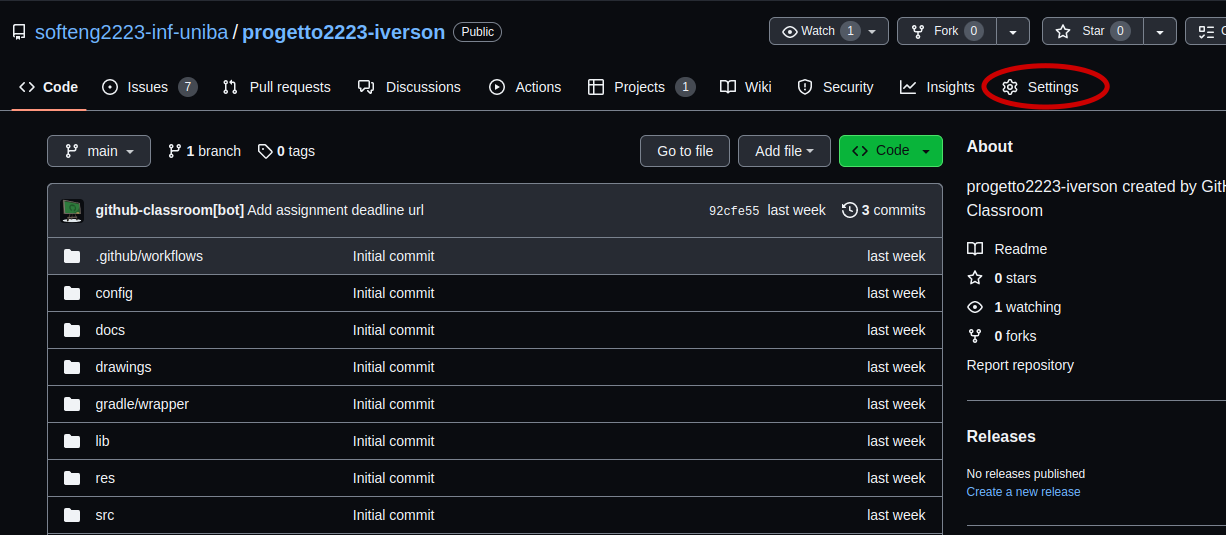 softeng2223-inf-uniba / progetto2223-iverson Public Watch 1 Fork 0 Star 0
Code Issues 7 Pull requests Discussions Actions Projects 1 Wiki Security Insights Settings
main 1 branch 0 tags Go to file Add file Code
github-classroom[bot] Add assignment deadline url 92cfe55 last week 3 commits
.github/workflows Initial commit last week
config Initial commit last week
docs Initial commit last week
drawings Initial commit last week
gradle/wrapper Initial commit last week
lib Initial commit last week
res Initial commit last week
src Initial commit last week
About
progetto2223-iverson created by
Classroom
Readme
0 stars
1 watching
0 forks
Report repository
Releases
No releases published
Create a new release